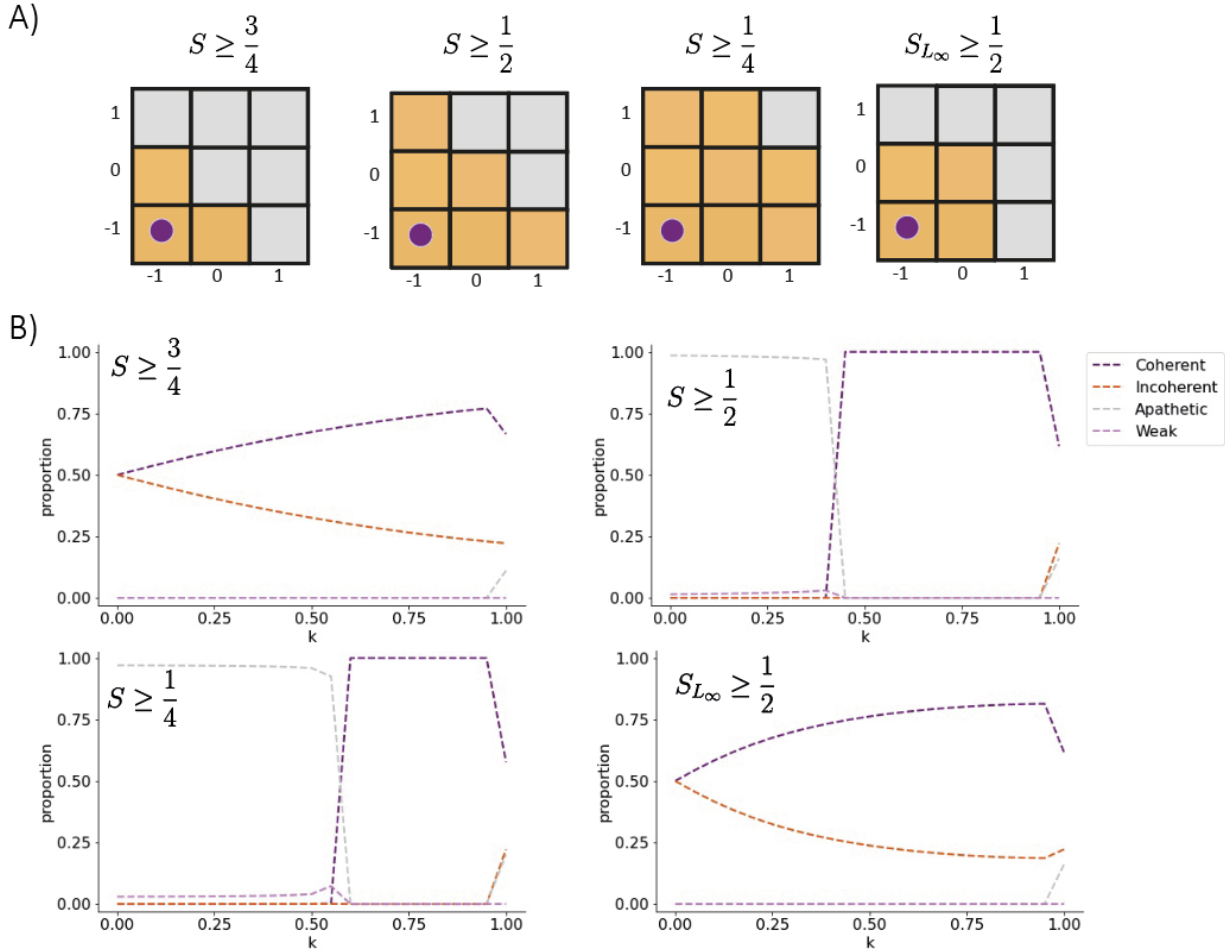 A)
S ≥ 3/4
S ≥ 1/2
S ≥ 1/4
S_{L_∞} ≥ 1/2
1
0
-1
-1 0 1
1
0
-1
-1 0 1
1
0
-1
-1 0 1
1
0
-1
-1 0 1
B)
S ≥ 3/4
1.00
0.75
0.50
0.25
0.00
proportion
0.00 0.25 0.50 0.75 1.00
k
S ≥ 1/2
1.00
0.75
0.50
0.25
0.00
proportion
0.00 0.25 0.50 0.75 1.00
k
Coherent
Incoherent
Apathetic
Weak
S ≥ 1/4
1.00
0.75
0.50
0.25
0.00
proportion
0.00 0.25 0.50 0.75 1.00
k
S_{L_∞} ≥ 1/2
1.00
0.75
0.50
0.25
0.00
proportion
0.00 0.25 0.50 0.75 1.00
k